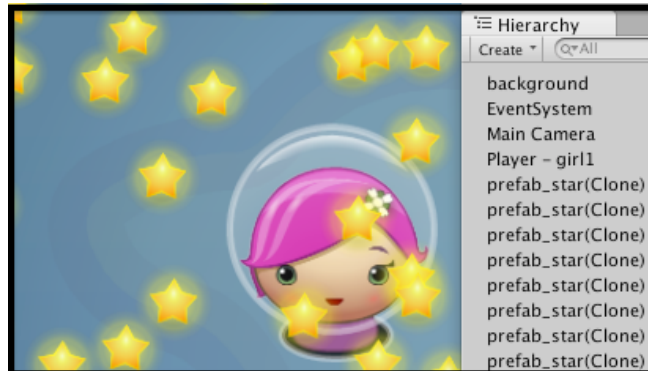 Hierarchy
Create All
background
EventSystem
Main Camera
Player – girl1
prefab_star(Clone)
prefab_star(Clone)
prefab_star(Clone)
prefab_star(Clone)
prefab_star(Clone)
prefab_star(Clone)
prefab_star(Clone)
prefab_star(Clone)